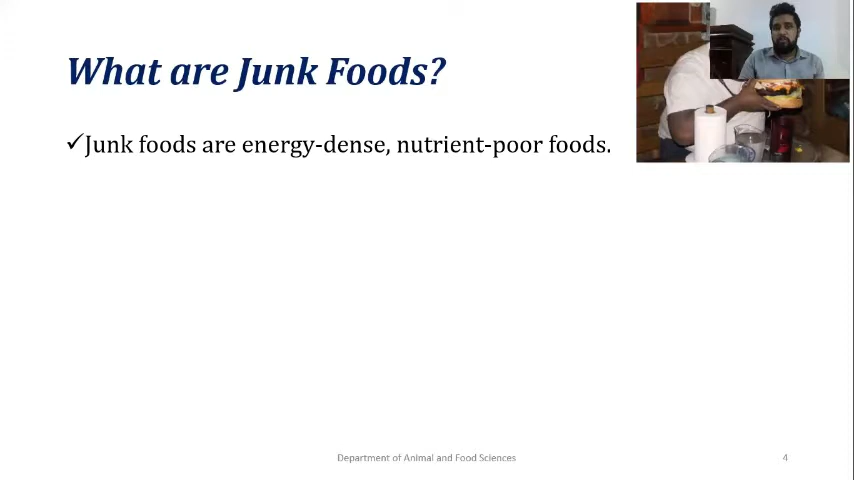 What are Junk Foods?
✓Junk foods are energy-dense, nutrient-poor foods.
Department of Animal and Food Sciences
4